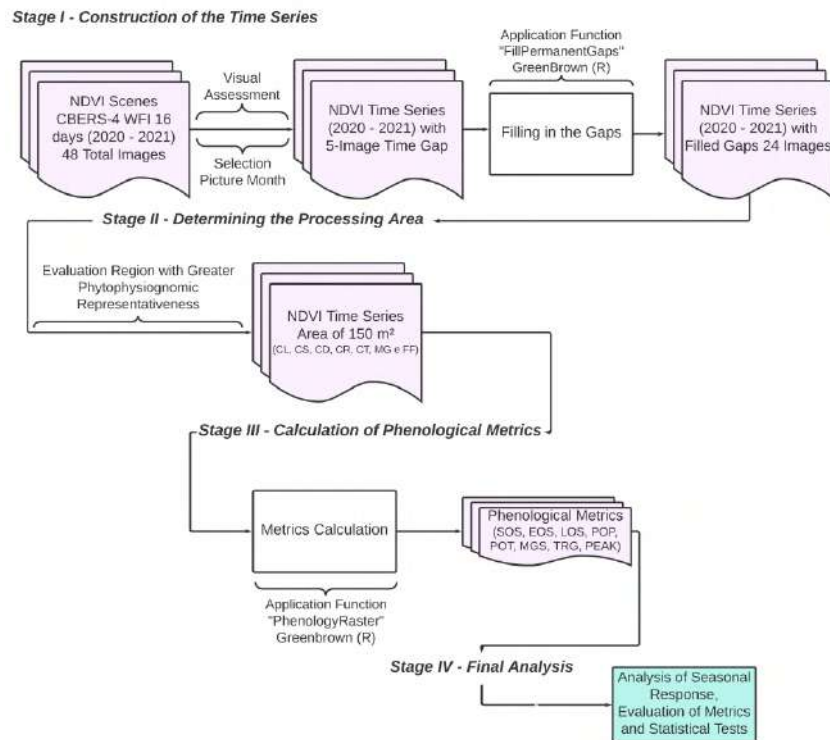 Stage I - Construction of the Time Series
NDVI Scenes
CBERS-4 WFI 16
days (2020 - 2021)
48 Total Images
Visual
Assessment
Selection
Picture Month
NDVI Time Series
(2020 - 2021) with
5-Image Time Gap
Application Function
"FillPermanentGaps"
GreenBrown (R)
Filling in the Gaps
NDVI Time Series
(2020 - 2021) with
Filled Gaps 24 Images
Stage II - Determining the Processing Area
Evaluation Region with Greater
Phytophysiognomic
Representativeness
NDVI Time Series
Area of 150 m²
(CL, CS, CD, CR, CT, MG e FF)
Stage III - Calculation of Phenological Metrics
Metrics Calculation
Application Function
"PhenologyRaster"
Greenbrown (R)
Phenological Metrics
(SOS, EOS, LOS, POP,
POT, MGS, TRG, PEAK)
Stage IV - Final Analysis
Analysis of Seasonal
Response,
Evaluation of Metrics
and Statistical Tests